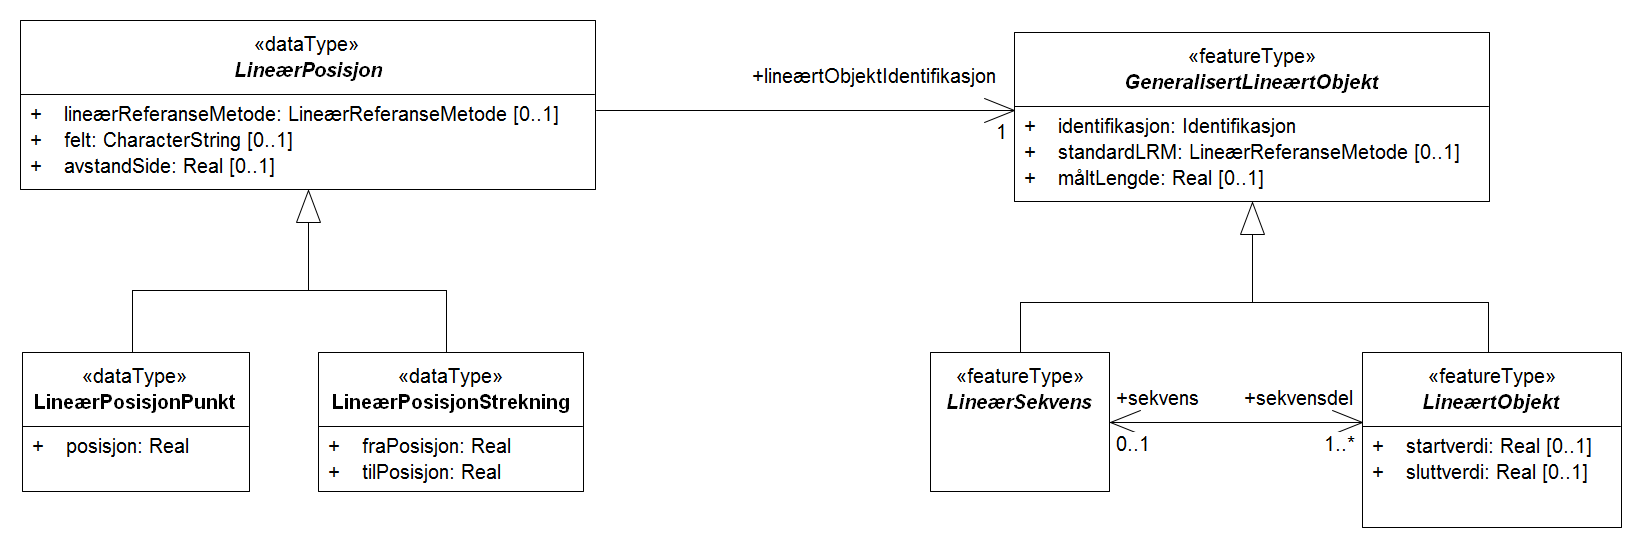 «dataType»
LineærPosisjon
+ lineærReferanseMetode: LineærReferanseMetode [0..1]
+ felt: CharacterString [0..1]
+ avstandSide: Real [0..1]
+lineærtObjektIdentifikasjon
1
«featureType»
GeneralisertLineærtObjekt
+ identifikasjon: Identifikasjon
+ standardLRM: LineærReferanseMetode [0..1]
+ måltLengde: Real [0..1]
«dataType»
LineærPosisjonPunkt
+ posisjon: Real
«dataType»
LineærPosisjonStrekning
+ fraPosisjon: Real
+ tilPosisjon: Real
«featureType»
LineærSekvens
+sekvens
0..1
+sekvensdel
1..*
«featureType»
LineærtObjekt
+ startverdi: Real [0..1]
+ sluttverdi: Real [0..1]